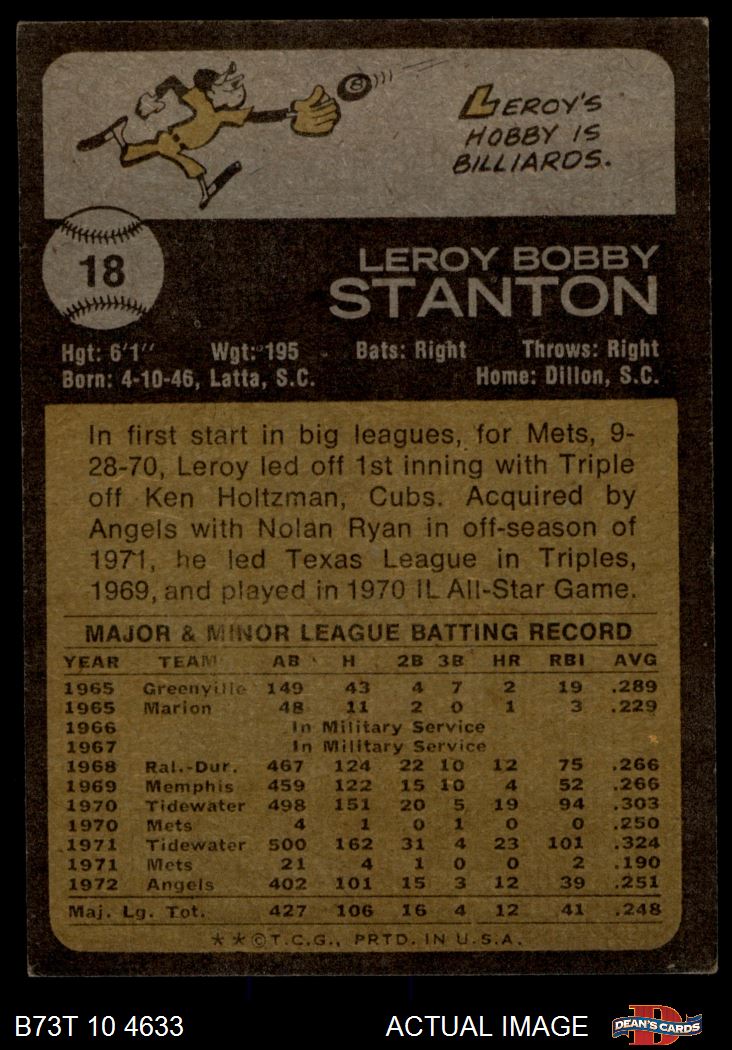 LEROY'S
HOBBY IS
BILLIARDS.
8
18
LEROY BOBBY
STANTON
Hgt: 6'1" Wgt: 195 Bats: Right Throws: Right
Born: 4-10-46, Latta, S.C. Home: Dillon, S.C.
In first start in big leagues, for Mets, 9-
28-70, Leroy led off 1st inning with Triple
off Ken Holtzman, Cubs. Acquired by
Angels with Nolan Ryan in off-season of
1971, he led Texas League in Triples,
1969, and played in 1970 IL All-Star Game.
MAJOR & MINOR LEAGUE BATTING RECORD
YEAR TEAM AB H 2B 3B HR RBI AVG
1965 Greenville 149 43 4 7 2 19 .289
1965 Marion 48 11 2 0 1 3 .229
1966 In Military Service
1967 In Military Service
1968 Ral.-Dur. 467 124 22 10 12 75 .266
1969 Memphis 459 122 15 10 4 52 .266
1970 Tidewater 498 151 20 5 19 94 .303
1970 Mets 4 1 0 1 0 0 .250
1971 Tidewater 500 162 31 4 23 101 .324
1971 Mets 21 4 1 0 0 2 .190
1972 Angels 402 101 15 3 12 39 .251
Maj. Lg. Tot. 427 106 16 4 12 41 .248
**©T.C.G., PRTD. IN U.S.A.
B73T 10 4633 ACTUAL IMAGE
DEAN'S CARDS